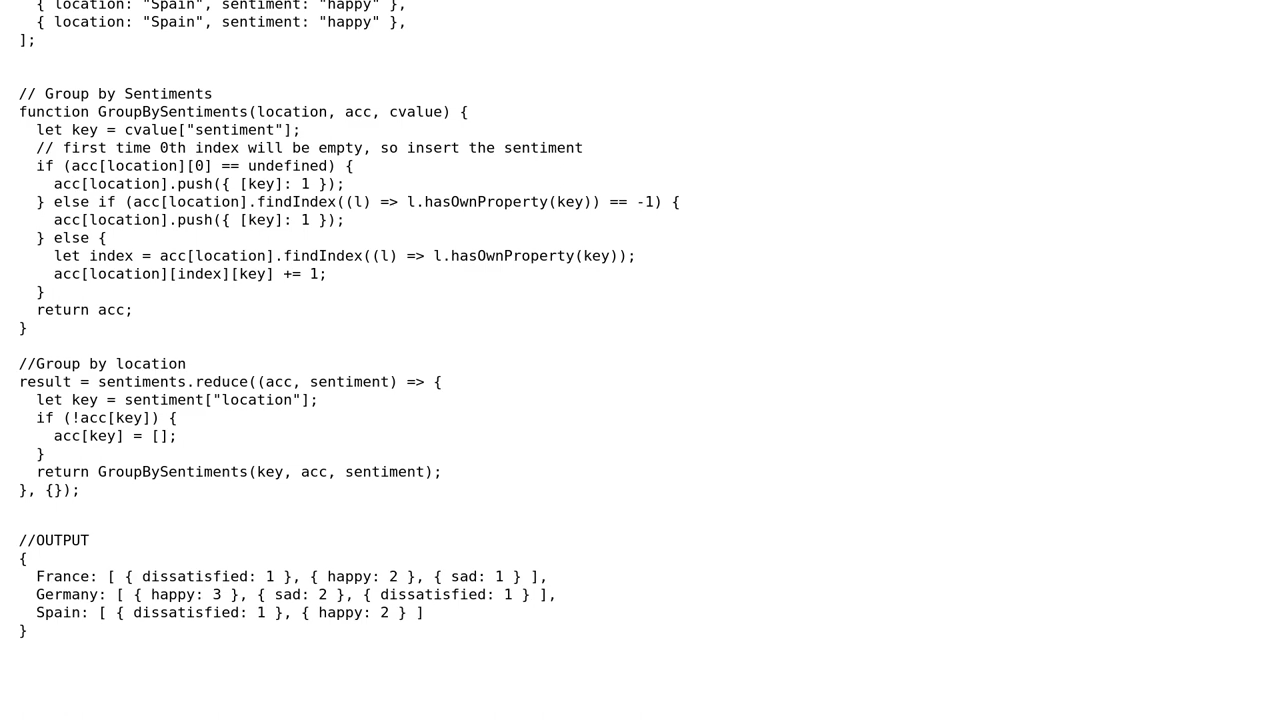 { location: "Spain", sentiment: "happy" },
{ location: "Spain", sentiment: "happy" },
];
// Group by Sentiments
function GroupBySentiments(location, acc, cvalue) {
let key = cvalue["sentiment"];
// first time 0th index will be empty, so insert the sentiment
if (acc[location][0] == undefined) {
acc[location].push({ [key]: 1 });
} else if (acc[location].findIndex((l) => l.hasOwnProperty(key)) == -1) {
acc[location].push({ [key]: 1 });
} else {
let index = acc[location].findIndex((l) => l.hasOwnProperty(key));
acc[location][index][key] += 1;
}
return acc;
}
//Group by location
result = sentiments.reduce((acc, sentiment) => {
let key = sentiment["location"];
if (!acc[key]) {
acc[key] = [];
}
return GroupBySentiments(key, acc, sentiment);
}, {});
//OUTPUT
{
France: [ { dissatisfied: 1 }, { happy: 2 }, { sad: 1 } ],
Germany: [ { happy: 3 }, { sad: 2 }, { dissatisfied: 1 } ],
Spain: [ { dissatisfied: 1 }, { happy: 2 } ]
}